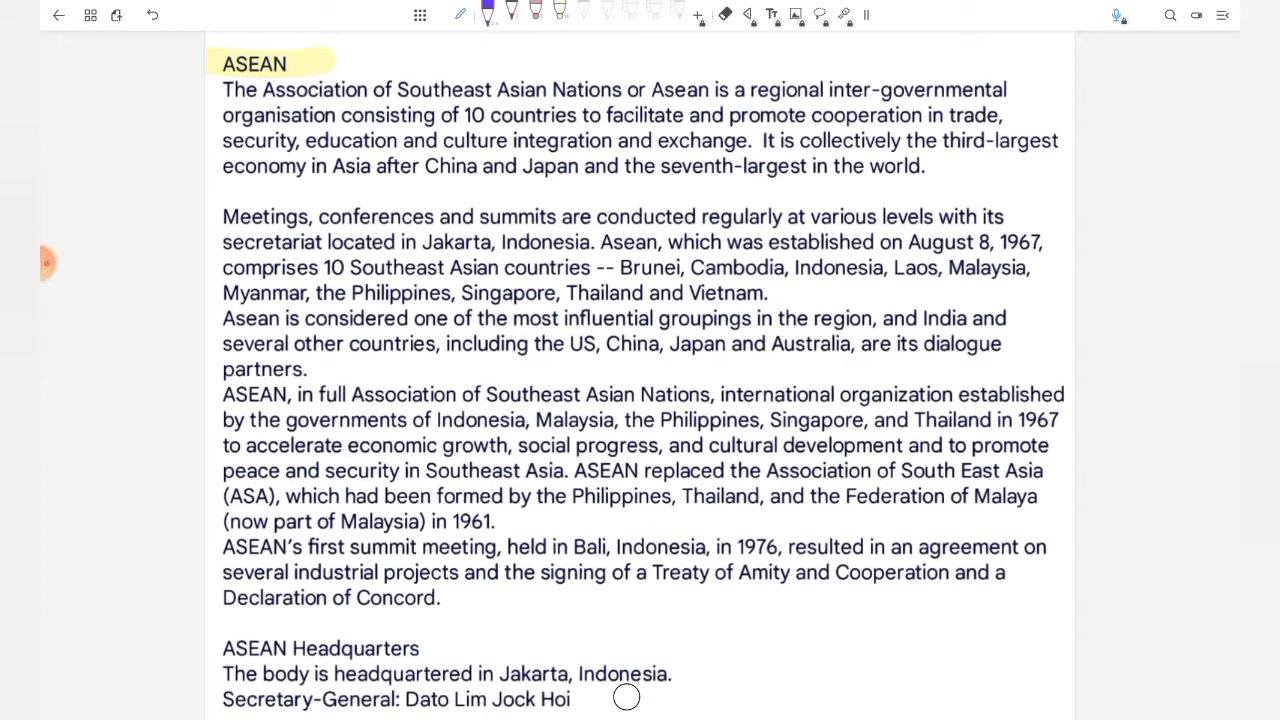 ASEAN
The Association of Southeast Asian Nations or Asean is a regional inter-governmental
organisation consisting of 10 countries to facilitate and promote cooperation in trade,
security, education and culture integration and exchange.  It is collectively the third-largest
economy in Asia after China and Japan and the seventh-largest in the world.
Meetings, conferences and summits are conducted regularly at various levels with its
secretariat located in Jakarta, Indonesia. Asean, which was established on August 8, 1967,
comprises 10 Southeast Asian countries -- Brunei, Cambodia, Indonesia, Laos, Malaysia,
Myanmar, the Philippines, Singapore, Thailand and Vietnam.
Asean is considered one of the most influential groupings in the region, and India and
several other countries, including the US, China, Japan and Australia, are its dialogue
partners.
ASEAN, in full Association of Southeast Asian Nations, international organization established
by the governments of Indonesia, Malaysia, the Philippines, Singapore, and Thailand in 1967
to accelerate economic growth, social progress, and cultural development and to promote
peace and security in Southeast Asia. ASEAN replaced the Association of South East Asia
(ASA), which had been formed by the Philippines, Thailand, and the Federation of Malaya
(now part of Malaysia) in 1961.
ASEAN’s first summit meeting, held in Bali, Indonesia, in 1976, resulted in an agreement on
several industrial projects and the signing of a Treaty of Amity and Cooperation and a
Declaration of Concord.
ASEAN Headquarters
The body is headquartered in Jakarta, Indonesia.
Secretary-General: Dato Lim Jock Hoi